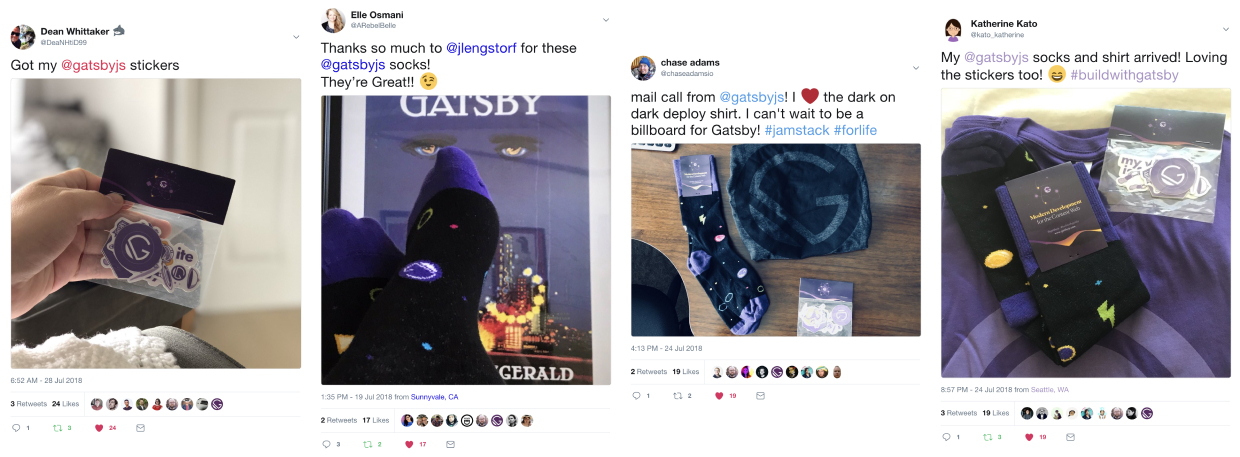 Dean Whittaker
@DeaNHtiD99
Got my @gatsbyjs stickers
ite
6:52 AM - 28 Jul 2018
3 Retweets 24 Likes
1 3 24
Elle Osmani
@ARebelBelle
Thanks so much to @jlengstorf for these
@gatsbyjs socks!
They're Great!! 😉
GATSBY
GERALD
1:35 PM - 19 Jul 2018 from Sunnyvale, CA
2 Retweets 17 Likes
3 2 17
chase adams
@chaseadamsio
mail call from @gatsbyjs! I ❤️ the dark on
dark deploy shirt. I can't wait to be a
billboard for Gatsby! #jamstack #forlife
4:13 PM - 24 Jul 2018
2 Retweets 19 Likes
1 2 19
Katherine Kato
@kato_katherine
My @gatsbyjs socks and shirt arrived! Loving
the stickers too! 😄 #buildwithgatsby
my
Modern Development
for the Content Web
8:57 PM - 24 Jul 2018 from Seattle, WA
3 Retweets 19 Likes
1 3 19